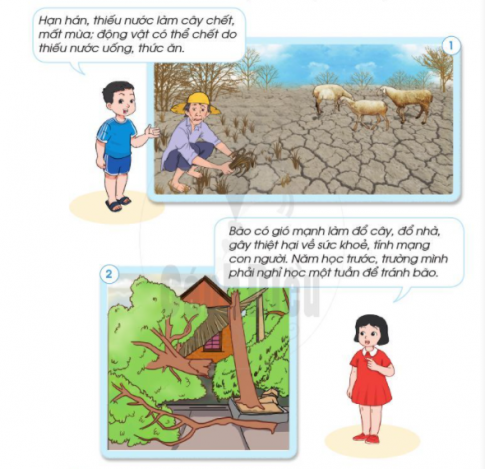 Hạn hán, thiếu nước làm cây chết,
mất mùa; động vật có thể chết do
thiếu nước uống, thức ăn.
1
Bão có gió mạnh làm đổ cây, đổ nhà,
gây thiệt hại về sức khoẻ, tính mạng
con người. Năm học trước, trường mình
phải nghỉ học một tuần để tránh bão.
2